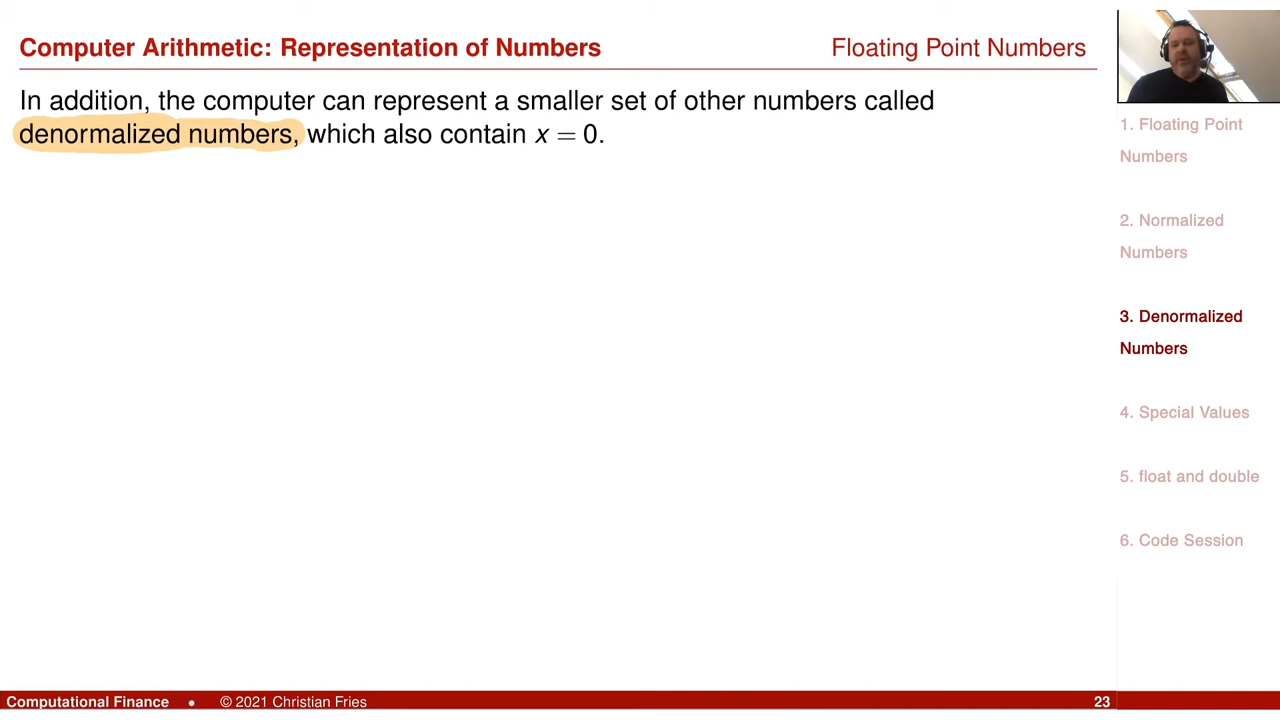 Computer Arithmetic: Representation of Numbers
Floating Point Numbers
In addition, the computer can represent a smaller set of other numbers called
denormalized numbers, which also contain x = 0.
1. Floating Point
Numbers
2. Normalized
Numbers
3. Denormalized
Numbers
4. Special Values
5. float and double
6. Code Session
Computational Finance • © 2021 Christian Fries
23